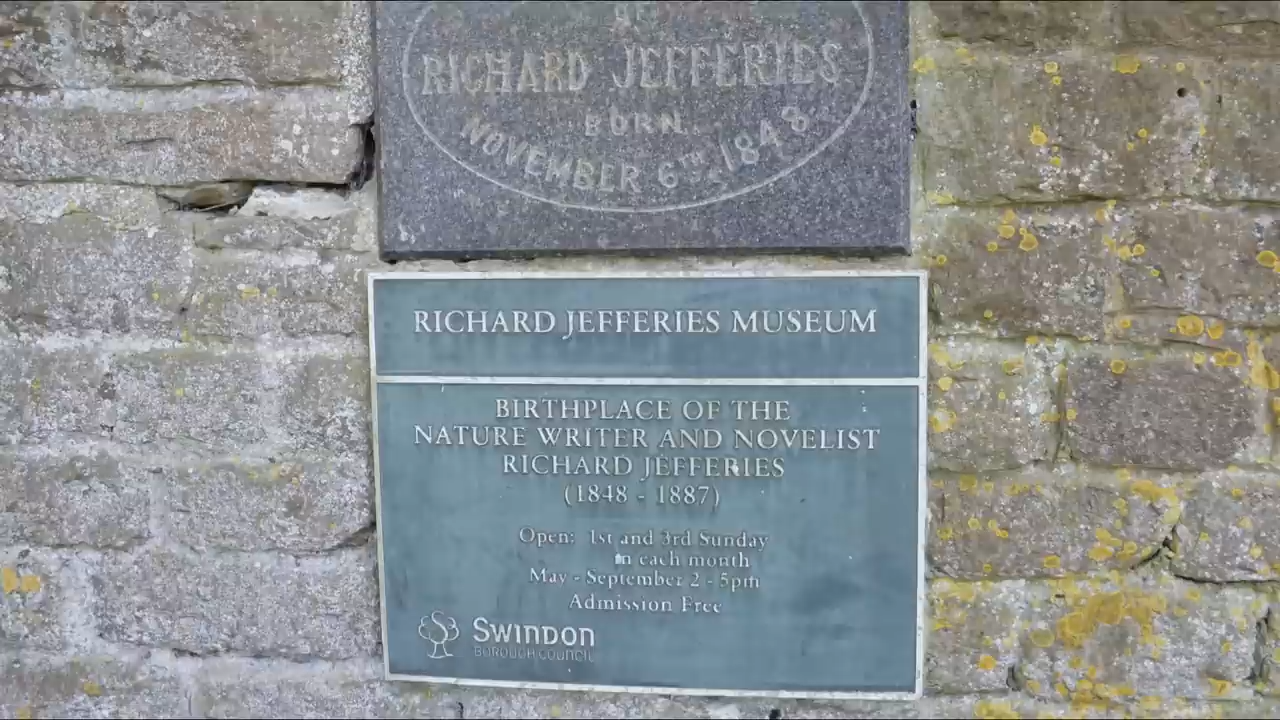 RICHARD JEFFERIES
BORN
NOVEMBER 6TH 1848.
RICHARD JEFFERIES MUSEUM
BIRTHPLACE OF THE
NATURE WRITER AND NOVELIST
RICHARD JEFFERIES
(1848 - 1887)
Open: 1st and 3rd Sunday
in each month
May - September 2 - 5pm
Admission Free
SWINDON
BOROUGH COUNCIL